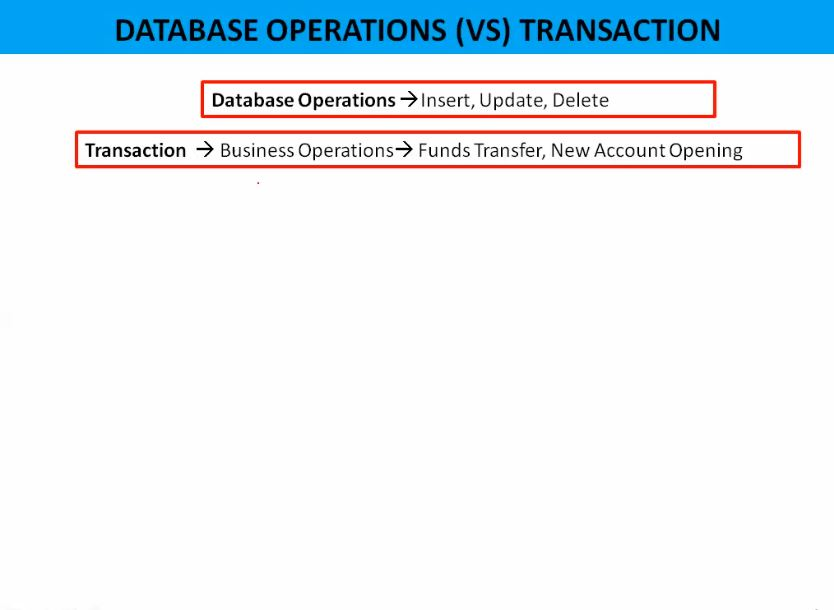 DATABASE OPERATIONS (VS) TRANSACTION
Database Operations → Insert, Update, Delete
Transaction → Business Operations → Funds Transfer, New Account Opening